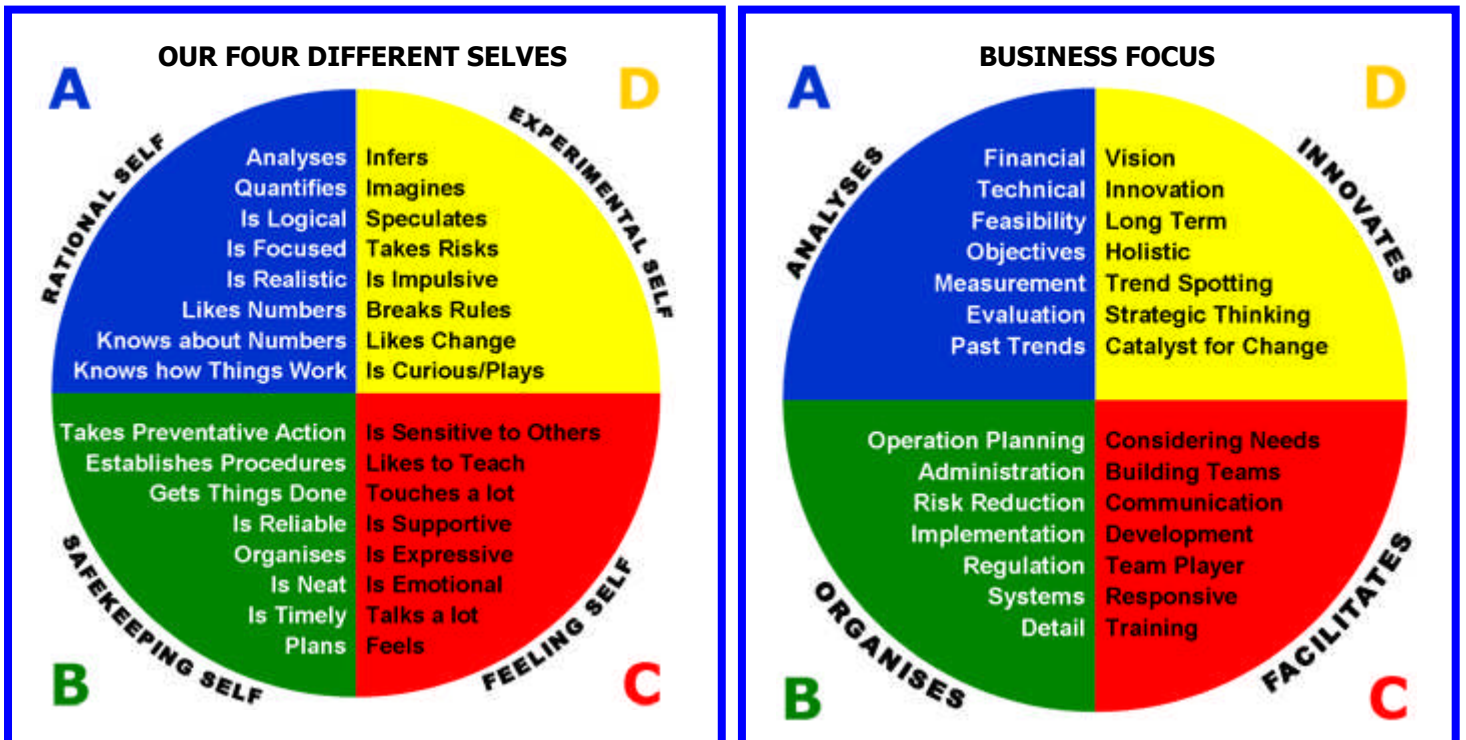 OUR FOUR DIFFERENT SELVES
A
D
RATIONAL SELF
EXPERIMENTAL SELF
Analyses
Quantifies
Is Logical
Is Focused
Is Realistic
Likes Numbers
Knows about Numbers
Knows how Things Work
Infers
Imagines
Speculates
Takes Risks
Is Impulsive
Breaks Rules
Likes Change
Is Curious/Plays
Takes Preventative Action
Establishes Procedures
Gets Things Done
Is Reliable
Organises
Is Neat
Is Timely
Plans
Is Sensitive to Others
Likes to Teach
Touches a lot
Is Supportive
Is Expressive
Is Emotional
Talks a lot
Feels
SAFEKEEPING SELF
FEELING SELF
B
C
BUSINESS FOCUS
A
D
ANALYSES
INNOVATES
Financial
Technical
Feasibility
Objectives
Measurement
Evaluation
Past Trends
Vision
Innovation
Long Term
Holistic
Trend Spotting
Strategic Thinking
Catalyst for Change
Operation Planning
Administration
Risk Reduction
Implementation
Regulation
Systems
Detail
Considering Needs
Building Teams
Communication
Development
Team Player
Responsive
Training
ORGANISES
FACILITATES
B
C